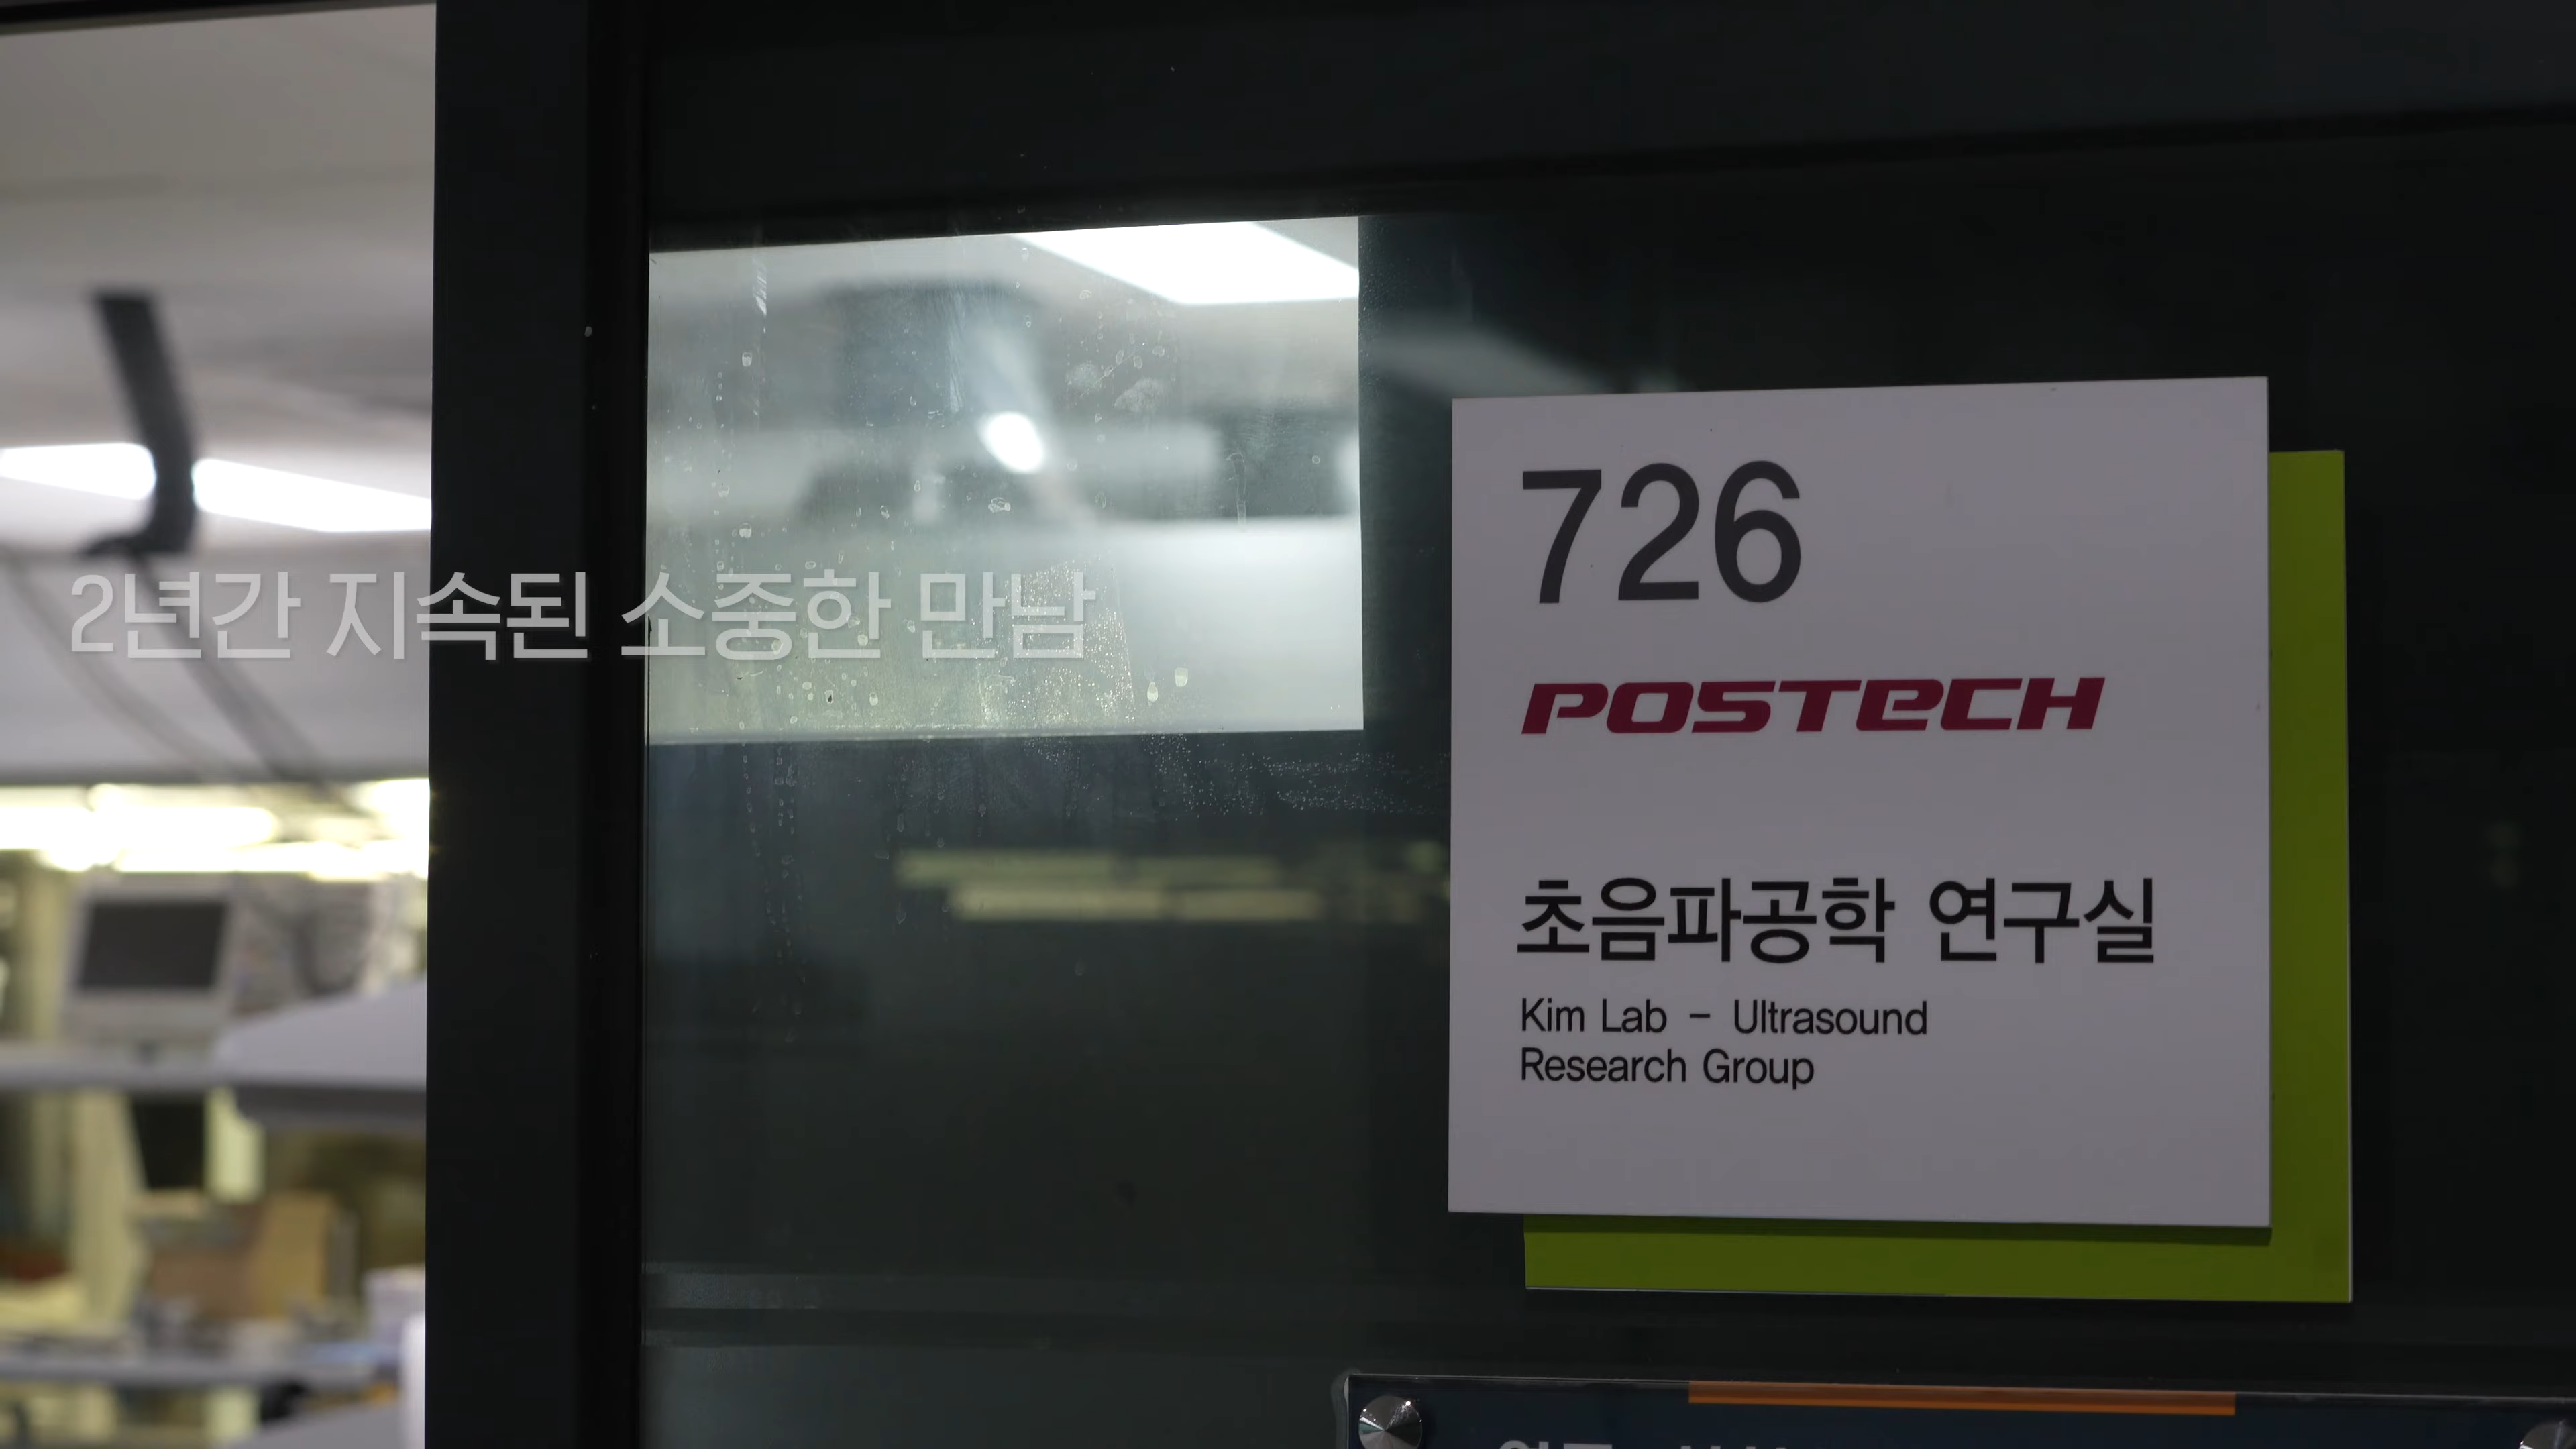 2년간 지속된 소중한 만남
726
POSTECH
초음파공학 연구실
Kim Lab - Ultrasound
Research Group